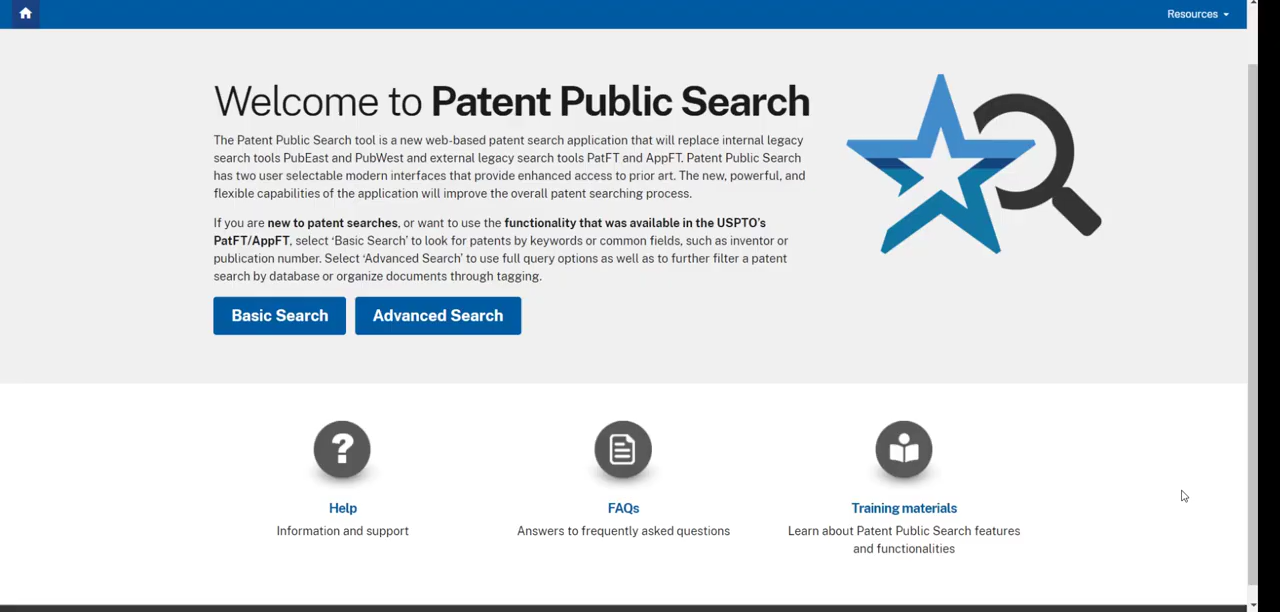 Resources
Welcome to Patent Public Search
The Patent Public Search tool is a new web-based patent search application that will replace internal legacy
search tools PubEast and PubWest and external legacy search tools PatFT and AppFT. Patent Public Search
has two user selectable modern interfaces that provide enhanced access to prior art. The new, powerful, and
flexible capabilities of the application will improve the overall patent searching process.
If you are new to patent searches, or want to use the functionality that was available in the USPTO’s
PatFT/AppFT, select ‘Basic Search’ to look for patents by keywords or common fields, such as inventor or
publication number. Select ‘Advanced Search’ to use full query options as well as to further filter a patent
search by database or organize documents through tagging.
Basic Search Advanced Search
Help FAQs Training materials
Information and support Answers to frequently asked questions Learn about Patent Public Search features
and functionalities